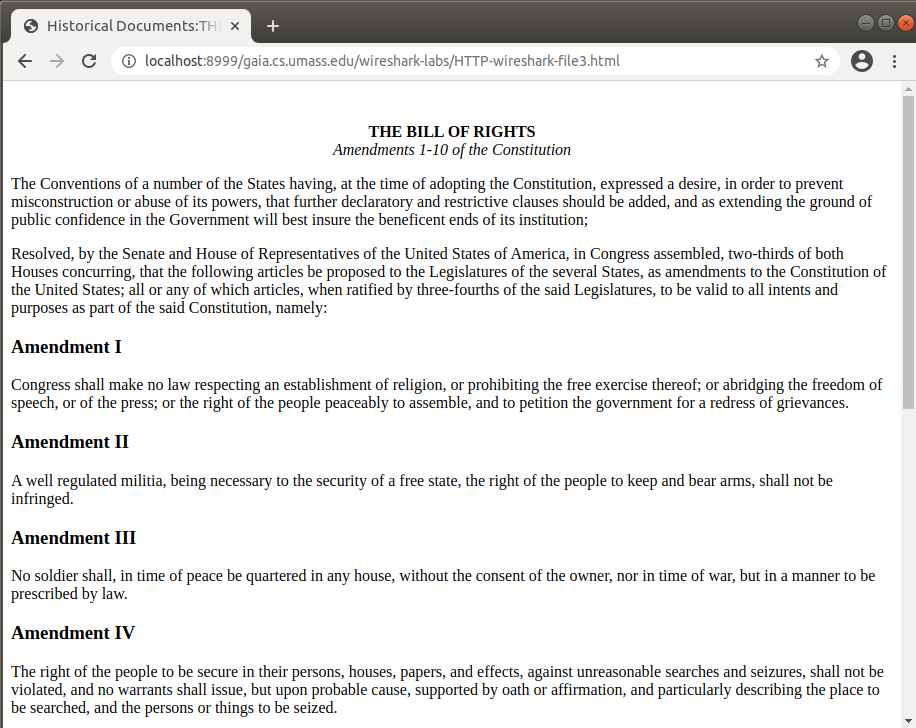 Historical Documents:TH
localhost:8999/gaia.cs.umass.edu/wireshark-labs/HTTP-wireshark-file3.html
THE BILL OF RIGHTS
Amendments 1-10 of the Constitution
The Conventions of a number of the States having, at the time of adopting the Constitution, expressed a desire, in order to prevent
misconstruction or abuse of its powers, that further declaratory and restrictive clauses should be added, and as extending the ground of
public confidence in the Government will best insure the beneficent ends of its institution;
Resolved, by the Senate and House of Representatives of the United States of America, in Congress assembled, two-thirds of both
Houses concurring, that the following articles be proposed to the Legislatures of the several States, as amendments to the Constitution of
the United States; all or any of which articles, when ratified by three-fourths of the said Legislatures, to be valid to all intents and
purposes as part of the said Constitution, namely:
Amendment I
Congress shall make no law respecting an establishment of religion, or prohibiting the free exercise thereof; or abridging the freedom of
speech, or of the press; or the right of the people peaceably to assemble, and to petition the government for a redress of grievances.
Amendment II
A well regulated militia, being necessary to the security of a free state, the right of the people to keep and bear arms, shall not be
infringed.
Amendment III
No soldier shall, in time of peace be quartered in any house, without the consent of the owner, nor in time of war, but in a manner to be
prescribed by law.
Amendment IV
The right of the people to be secure in their persons, houses, papers, and effects, against unreasonable searches and seizures, shall not be
violated, and no warrants shall issue, but upon probable cause, supported by oath or affirmation, and particularly describing the place to
be searched, and the persons or things to be seized.